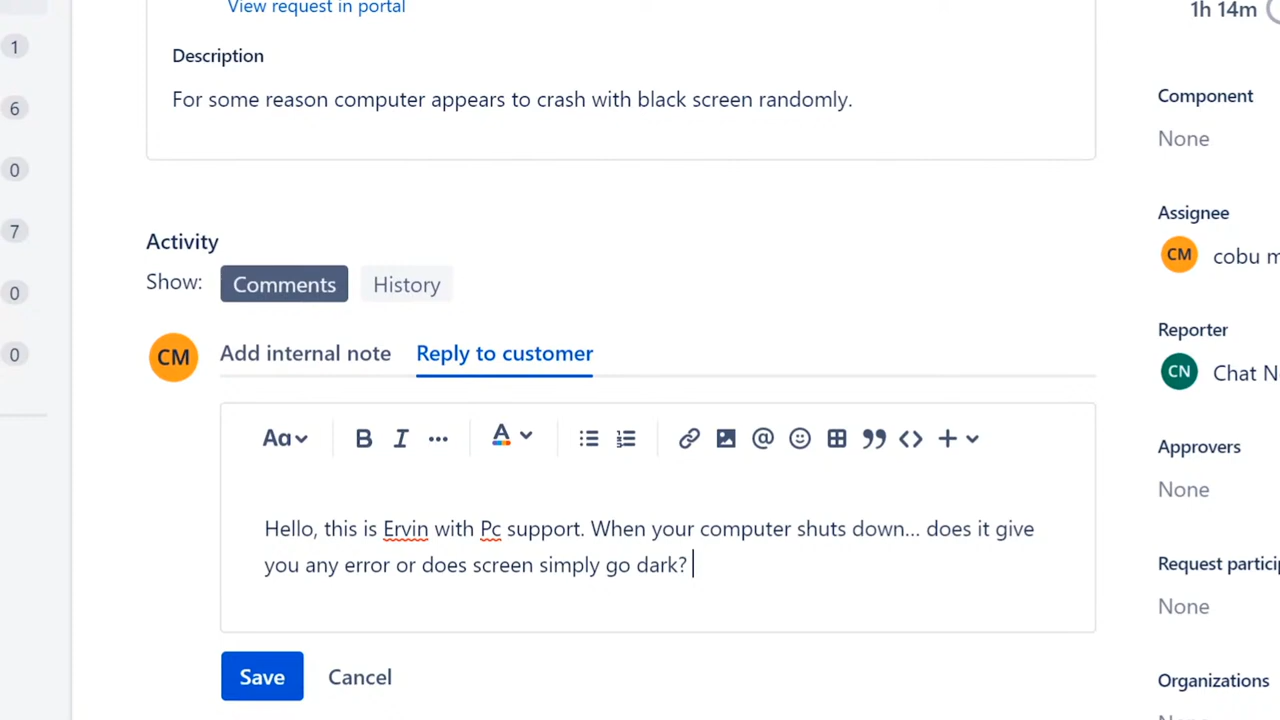 View request in portal
1h 14m
1
Description
6
For some reason computer appears to crash with black screen randomly.
Component
None
0
Assignee
7
Activity
CM
cobu m
Show:
Comments
History
0
Reporter
CM
Add internal note
Reply to customer
0
CN
Chat N
Aa
B
I
A
@
Approvers
None
Hello, this is Ervin with Pc support. When your computer shuts down... does it give
you any error or does screen simply go dark?
Request partici
None
Save
Cancel
Organizations